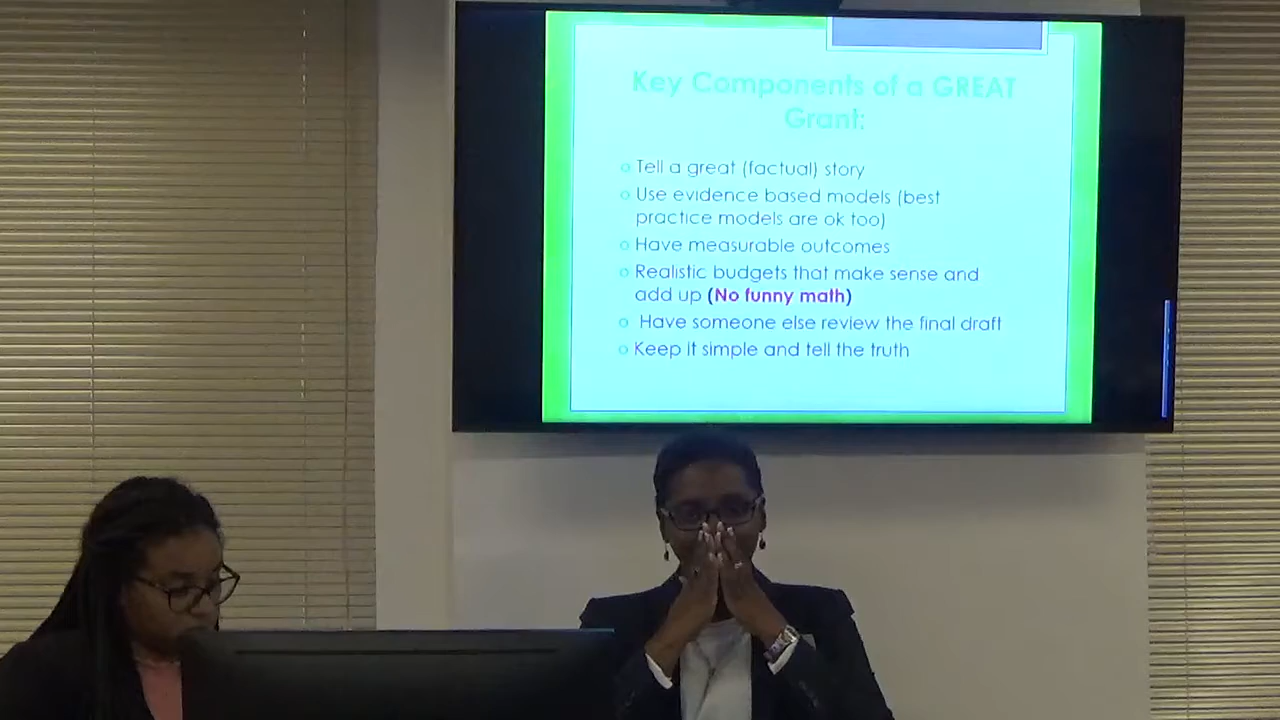 Key Components of a GREAT
Grant:
o Tell a great (factual) story
o Use evidence based models (best
practice models are ok too)
o Have measurable outcomes
o Realistic budgets that make sense and
add up (No funny math)
o Have someone else review the final draft
o Keep it simple and tell the truth